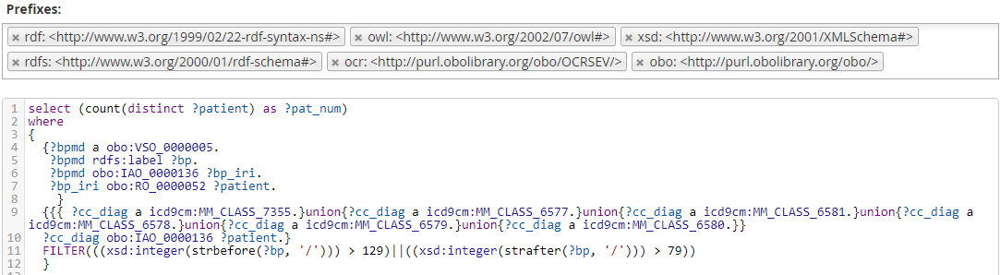 Prefixes:
× rdf: <http://www.w3.org/1999/02/22-rdf-syntax-ns#> × owl: <http://www.w3.org/2002/07/owl#> × xsd: <http://www.w3.org/2001/XMLSchema#>
× rdfs: <http://www.w3.org/2000/01/rdf-schema#> × ocr: <http://purl.obolibrary.org/obo/OCRSEV/> × obo: <http://purl.obolibrary.org/obo/>
1 select (count(distinct ?patient) as ?pat_num)
2 where
3 {
4   {?bpmd a obo:VSO_0000005.
5    ?bpmd rdfs:label ?bp.
6    ?bpmd obo:IAO_0000136 ?bp_iri.
7    ?bp_iri obo:RO_0000052 ?patient.
8     }
9   {{{ ?cc_diag a icd9cm:MM_CLASS_7355.}union{?cc_diag a icd9cm:MM_CLASS_6577.}union{?cc_diag a icd9cm:MM_CLASS_6581.}union{?cc_diag a
icd9cm:MM_CLASS_6578.}union{?cc_diag a icd9cm:MM_CLASS_6579.}union{?cc_diag a icd9cm:MM_CLASS_6580.}}
10   ?cc_diag obo:IAO_0000136 ?patient.}
11   FILTER(((xsd:integer(strbefore(?bp, '/'))) > 129)||((xsd:integer(strafter(?bp, '/'))) > 79))
12   }